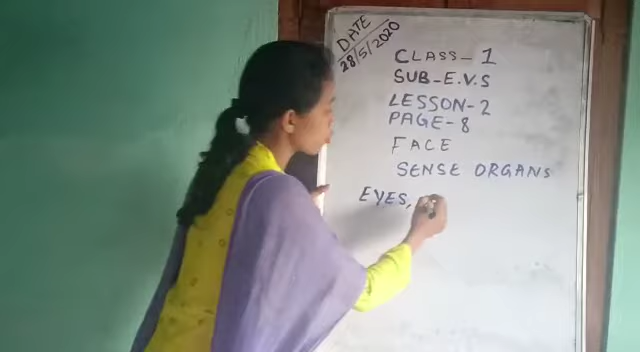 DATE
28/5/2020
CLASS - 1
SUB - E.V.S
LESSON - 2
PAGE - 8
FACE
SENSE ORGANS
EYES,